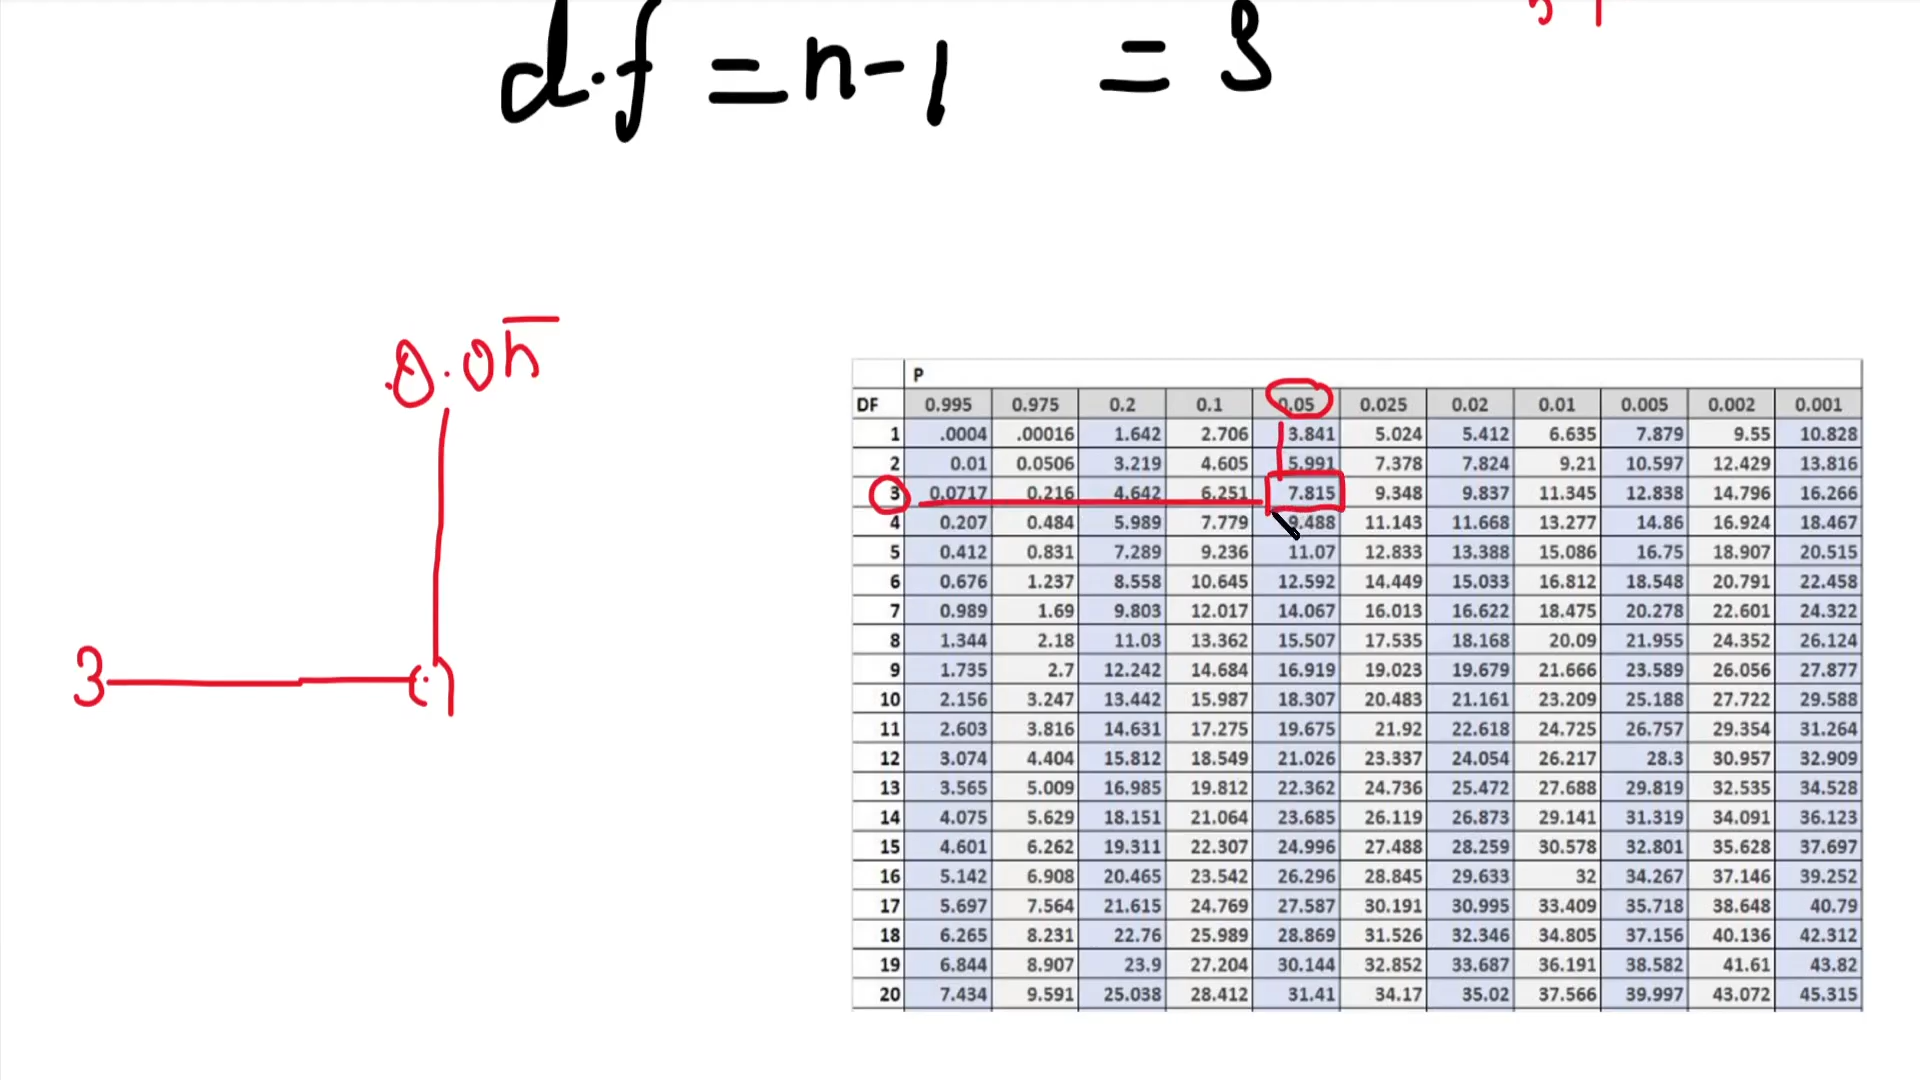 d.f = n-1 = 3
0.05
3
P
DF 0.995 0.975 0.2 0.1 0.05 0.025 0.02 0.01 0.005 0.002 0.001
1 .0004 .00016 1.642 2.706 3.841 5.024 5.412 6.635 7.879 9.55 10.828
2 0.01 0.0506 3.219 4.605 5.991 7.378 7.824 9.21 10.597 12.429 13.816
3 0.0717 0.216 4.642 6.251 7.815 9.348 9.837 11.345 12.838 14.796 16.266
4 0.207 0.484 5.989 7.779 9.488 11.143 11.668 13.277 14.86 16.924 18.467
5 0.412 0.831 7.289 9.236 11.07 12.833 13.388 15.086 16.75 18.907 20.515
6 0.676 1.237 8.558 10.645 12.592 14.449 15.033 16.812 18.548 20.791 22.458
7 0.989 1.69 9.803 12.017 14.067 16.013 16.622 18.475 20.278 22.601 24.322
8 1.344 2.18 11.03 13.362 15.507 17.535 18.168 20.09 21.955 24.352 26.124
9 1.735 2.7 12.242 14.684 16.919 19.023 19.679 21.666 23.589 26.056 27.877
10 2.156 3.247 13.442 15.987 18.307 20.483 21.161 23.209 25.188 27.722 29.588
11 2.603 3.816 14.631 17.275 19.675 21.92 22.618 24.725 26.757 29.354 31.264
12 3.074 4.404 15.812 18.549 21.026 23.337 24.054 26.217 28.3 30.957 32.909
13 3.565 5.009 16.985 19.812 22.362 24.736 25.472 27.688 29.819 32.535 34.528
14 4.075 5.629 18.151 21.064 23.685 26.119 26.873 29.141 31.319 34.091 36.123
15 4.601 6.262 19.311 22.307 24.996 27.488 28.259 30.578 32.801 35.628 37.697
16 5.142 6.908 20.465 23.542 26.296 28.845 29.633 32 34.267 37.146 39.252
17 5.697 7.564 21.615 24.769 27.587 30.191 30.995 33.409 35.718 38.648 40.79
18 6.265 8.231 22.76 25.989 28.869 31.526 32.346 34.805 37.156 40.136 42.312
19 6.844 8.907 23.9 27.204 30.144 32.852 33.687 36.191 38.582 41.61 43.82
20 7.434 9.591 25.038 28.412 31.41 34.17 35.02 37.566 39.997 43.072 45.315